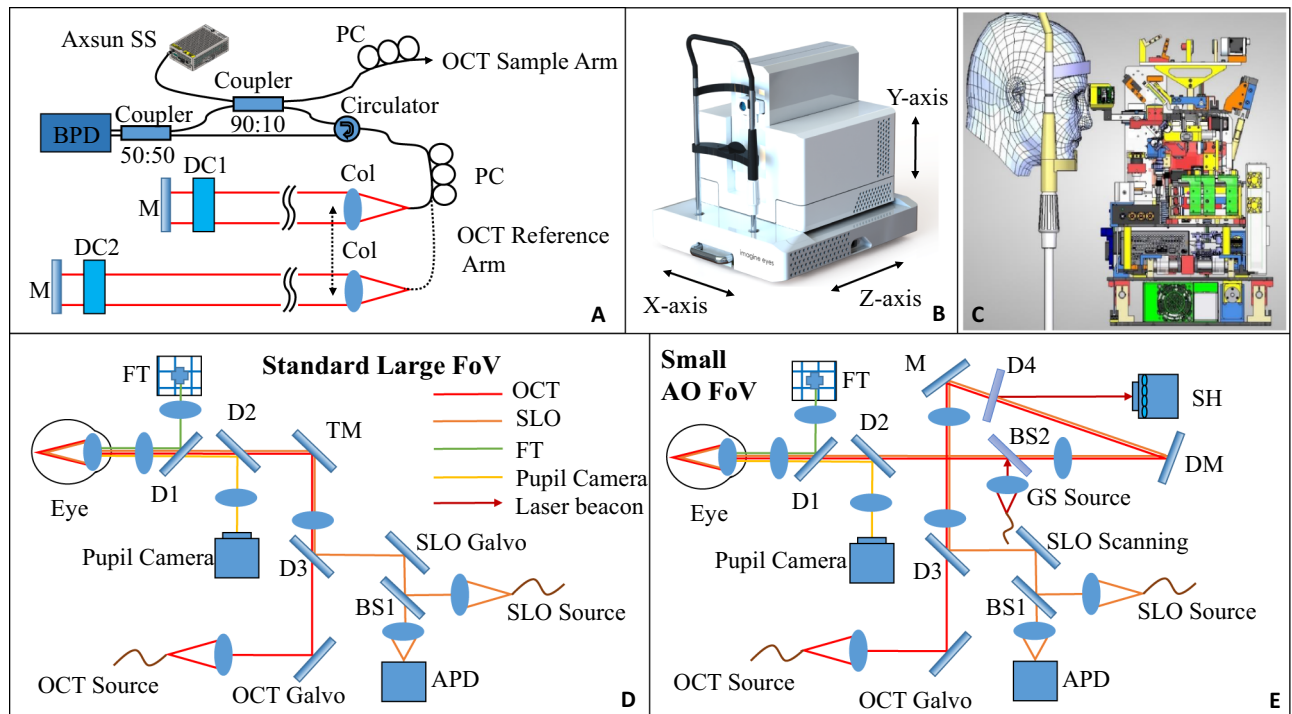 Axsun SS
PC
OCT Sample Arm
Coupler
Coupler
90:10
Circulator
BPD
50:50
DC1
Col
PC
M
DC2
Col
OCT Reference
Arm
M
A
Y-axis
imagine eyes
X-axis
Z-axis
B
C
Standard Large FoV
FT
D2
TM
OCT
SLO
FT
Pupil Camera
Laser beacon
D1
Eye
Pupil Camera
D3
SLO Galvo
BS1
SLO Source
OCT Source
OCT Galvo
APD
D
Small
AO FoV
M
D4
FT
SH
D2
BS2
DM
D1
Eye
GS Source
Pupil Camera
D3
SLO Scanning
BS1
SLO Source
OCT Source
OCT Galvo
APD
E